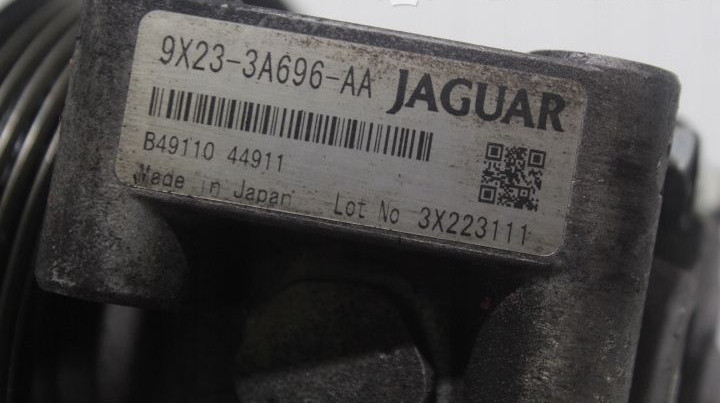 9X23-3A696-AA JAGUAR
B49110 44911
Made in Japan Lot No 3X223111